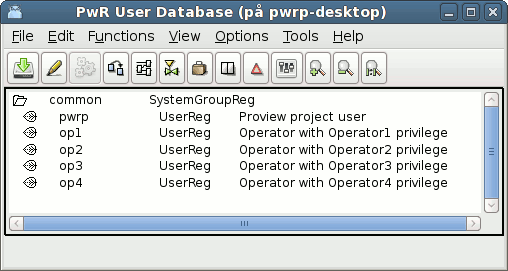 PwR User Database (på pwrp-desktop)
File Edit Functions View Options Tools Help
common SystemGroupReg
pwrp UserReg Proview project user
op1 UserReg Operator with Operator1 privilege
op2 UserReg Operator with Operator2 privilege
op3 UserReg Operator with Operator3 privilege
op4 UserReg Operator with Operator4 privilege